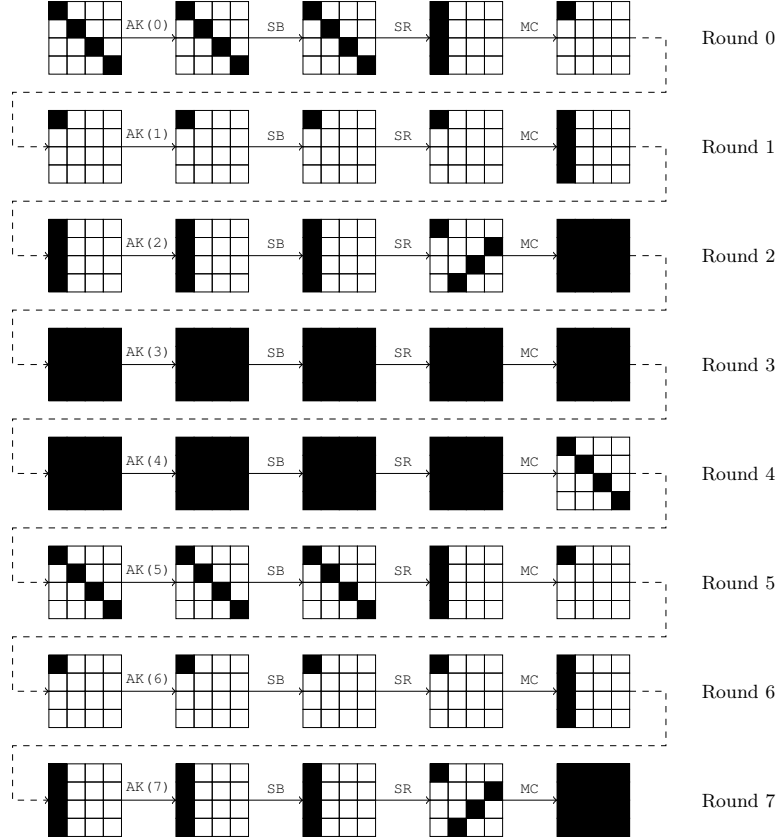 AK(0) SB SR MC Round 0
AK(1) SB SR MC Round 1
AK(2) SB SR MC Round 2
AK(3) SB SR MC Round 3
AK(4) SB SR MC Round 4
AK(5) SB SR MC Round 5
AK(6) SB SR MC Round 6
AK(7) SB SR MC Round 7